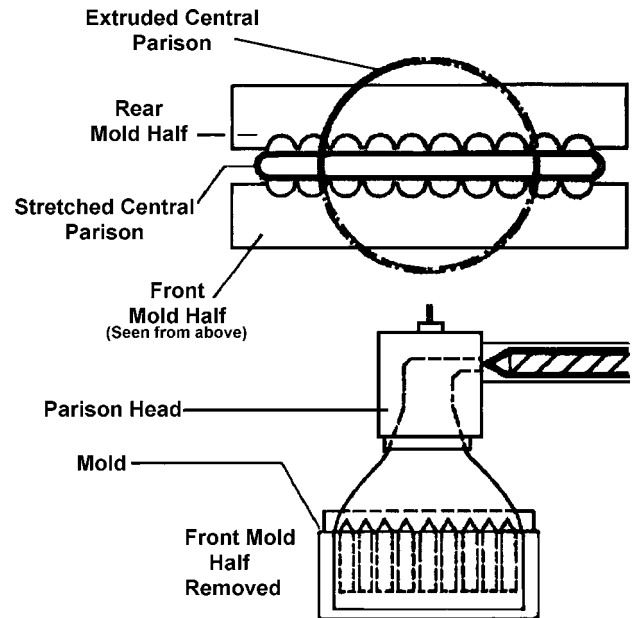 Extruded Central
Parison
Rear
Mold Half
Stretched Central
Parison
Front
Mold Half
(Seen from above)
Parison Head
Mold
Front Mold
Half
Removed